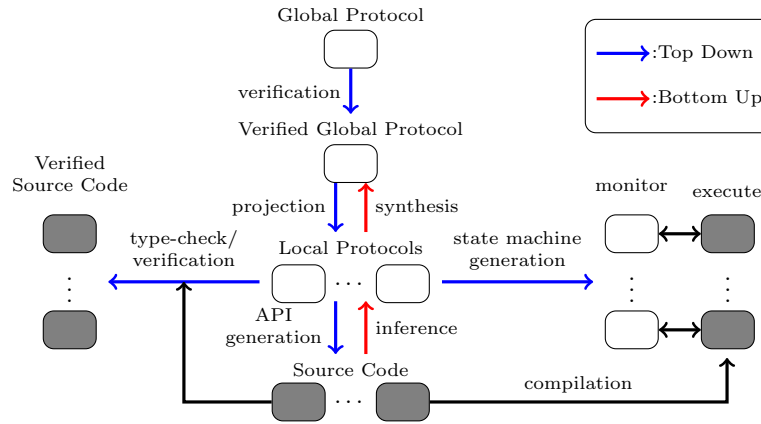 Global Protocol
:Top Down
:Bottom Up
verification
Verified Global Protocol
Verified
Source Code
projection
synthesis
monitor
execute
type-check/
verification
Local Protocols
state machine
generation
API
generation
inference
Source Code
compilation